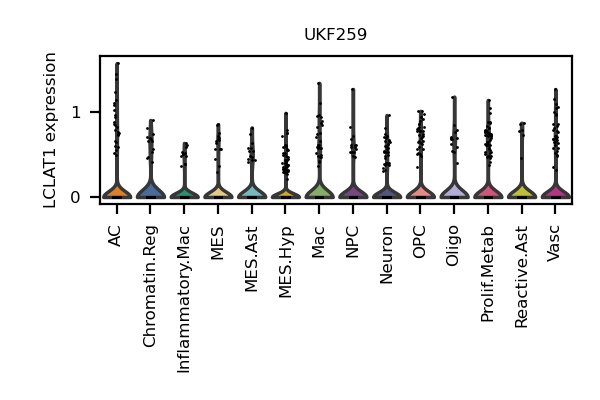 UKF259
LCLAT1 expression
1
0
AC
Chromatin.Reg
Inflammatory.Mac
MES
MES.Ast
MES.Hyp
Mac
NPC
Neuron
OPC
Oligo
Prolif.Metab
Reactive.Ast
Vasc